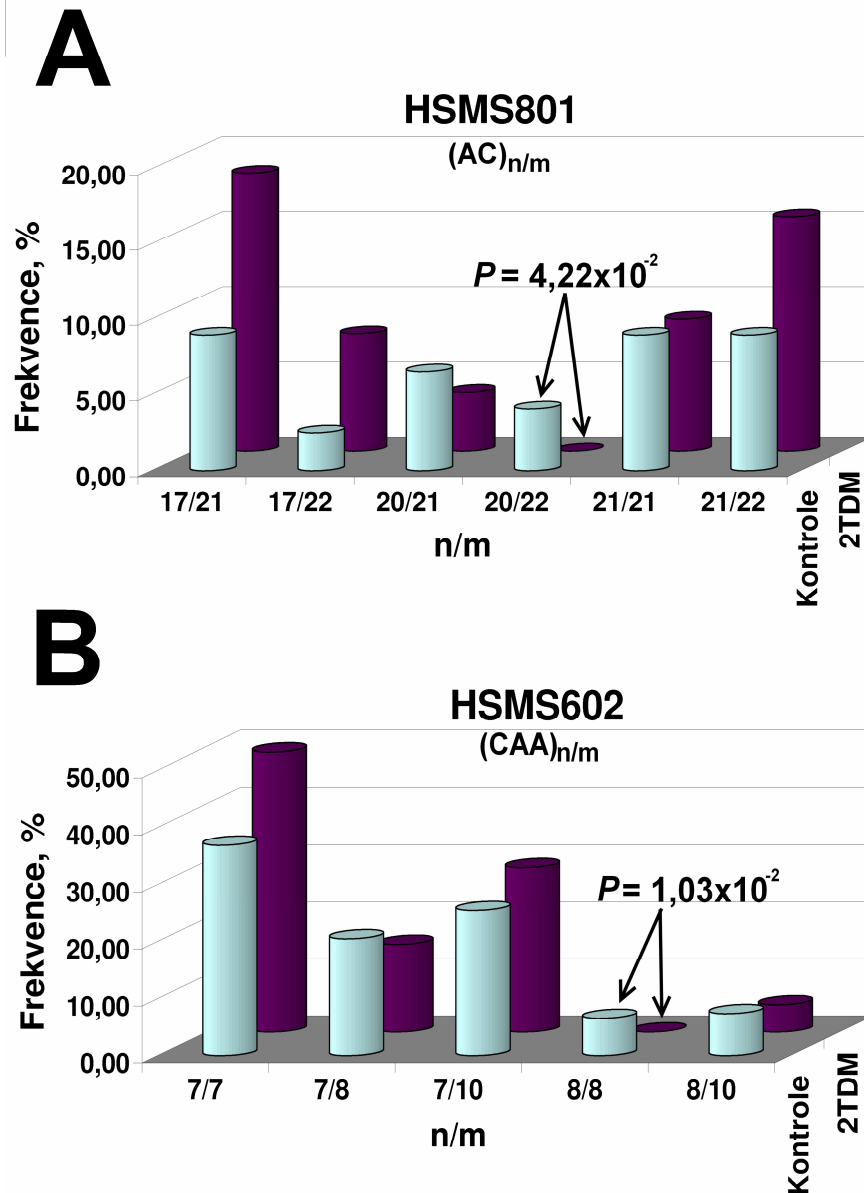 A
HSMS801
(AC)n/m
20,00
15,00
10,00
5,00
0,00
Frekvence, %
P = 4,22x10-2
17/21 17/22 20/21 20/22 21/21 21/22
n/m
Kontrole
2TDM
B
HSMS602
(CAA)n/m
50,00
40,00
30,00
20,00
10,00
0,00
Frekvence, %
P = 1,03x10-2
7/7 7/8 7/10 8/8 8/10
n/m
Kontrole
2TDM